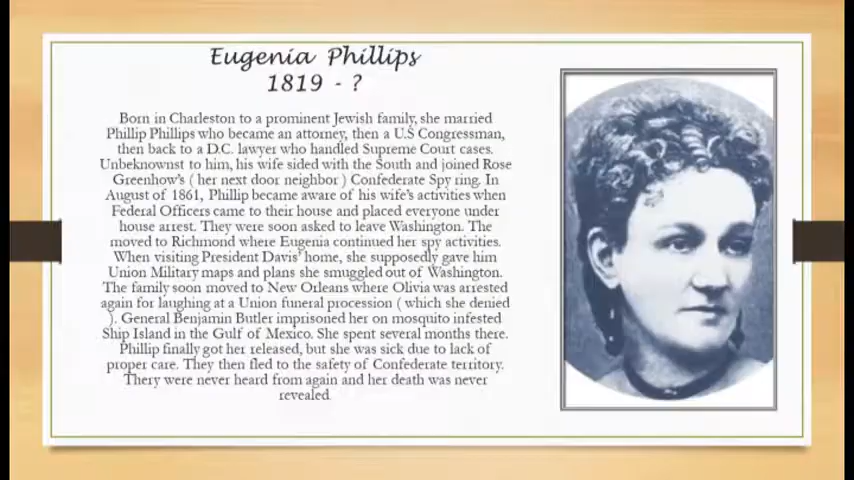 Eugenia Phillips
1819 - ?
Born in Charleston to a prominent Jewish family, she married
Phillip Phillips who became an attorney, then a U.S Congressman,
then back to a D.C. lawyer who handled Supreme Court cases.
Unbeknownst to him, his wife sided with the South and joined Rose
Greenhow's ( her next door neighbor ) Confederate Spy ring. In
August of 1861, Phillip became aware of his wife's activities when
Federal Officers came to their house and placed everyone under
house arrest. They were soon asked to leave Washington. The
moved to Richmond where Eugenia continued her spy activities.
When visiting President Davis' home, she supposedly gave him
Union Military maps and plans she smuggled out of Washington.
The family soon moved to New Orleans where Olivia was arrested
again for laughing at a Union funeral procession ( which she denied
). General Benjamin Butler imprisoned her on mosquito infested
Ship Island in the Gulf of Mexico. She spent several months there.
Phillip finally got her released, but she was sick due to lack of
proper care. They then fled to the safety of Confederate territory.
Thery were never heard from again and her death was never
revealed.